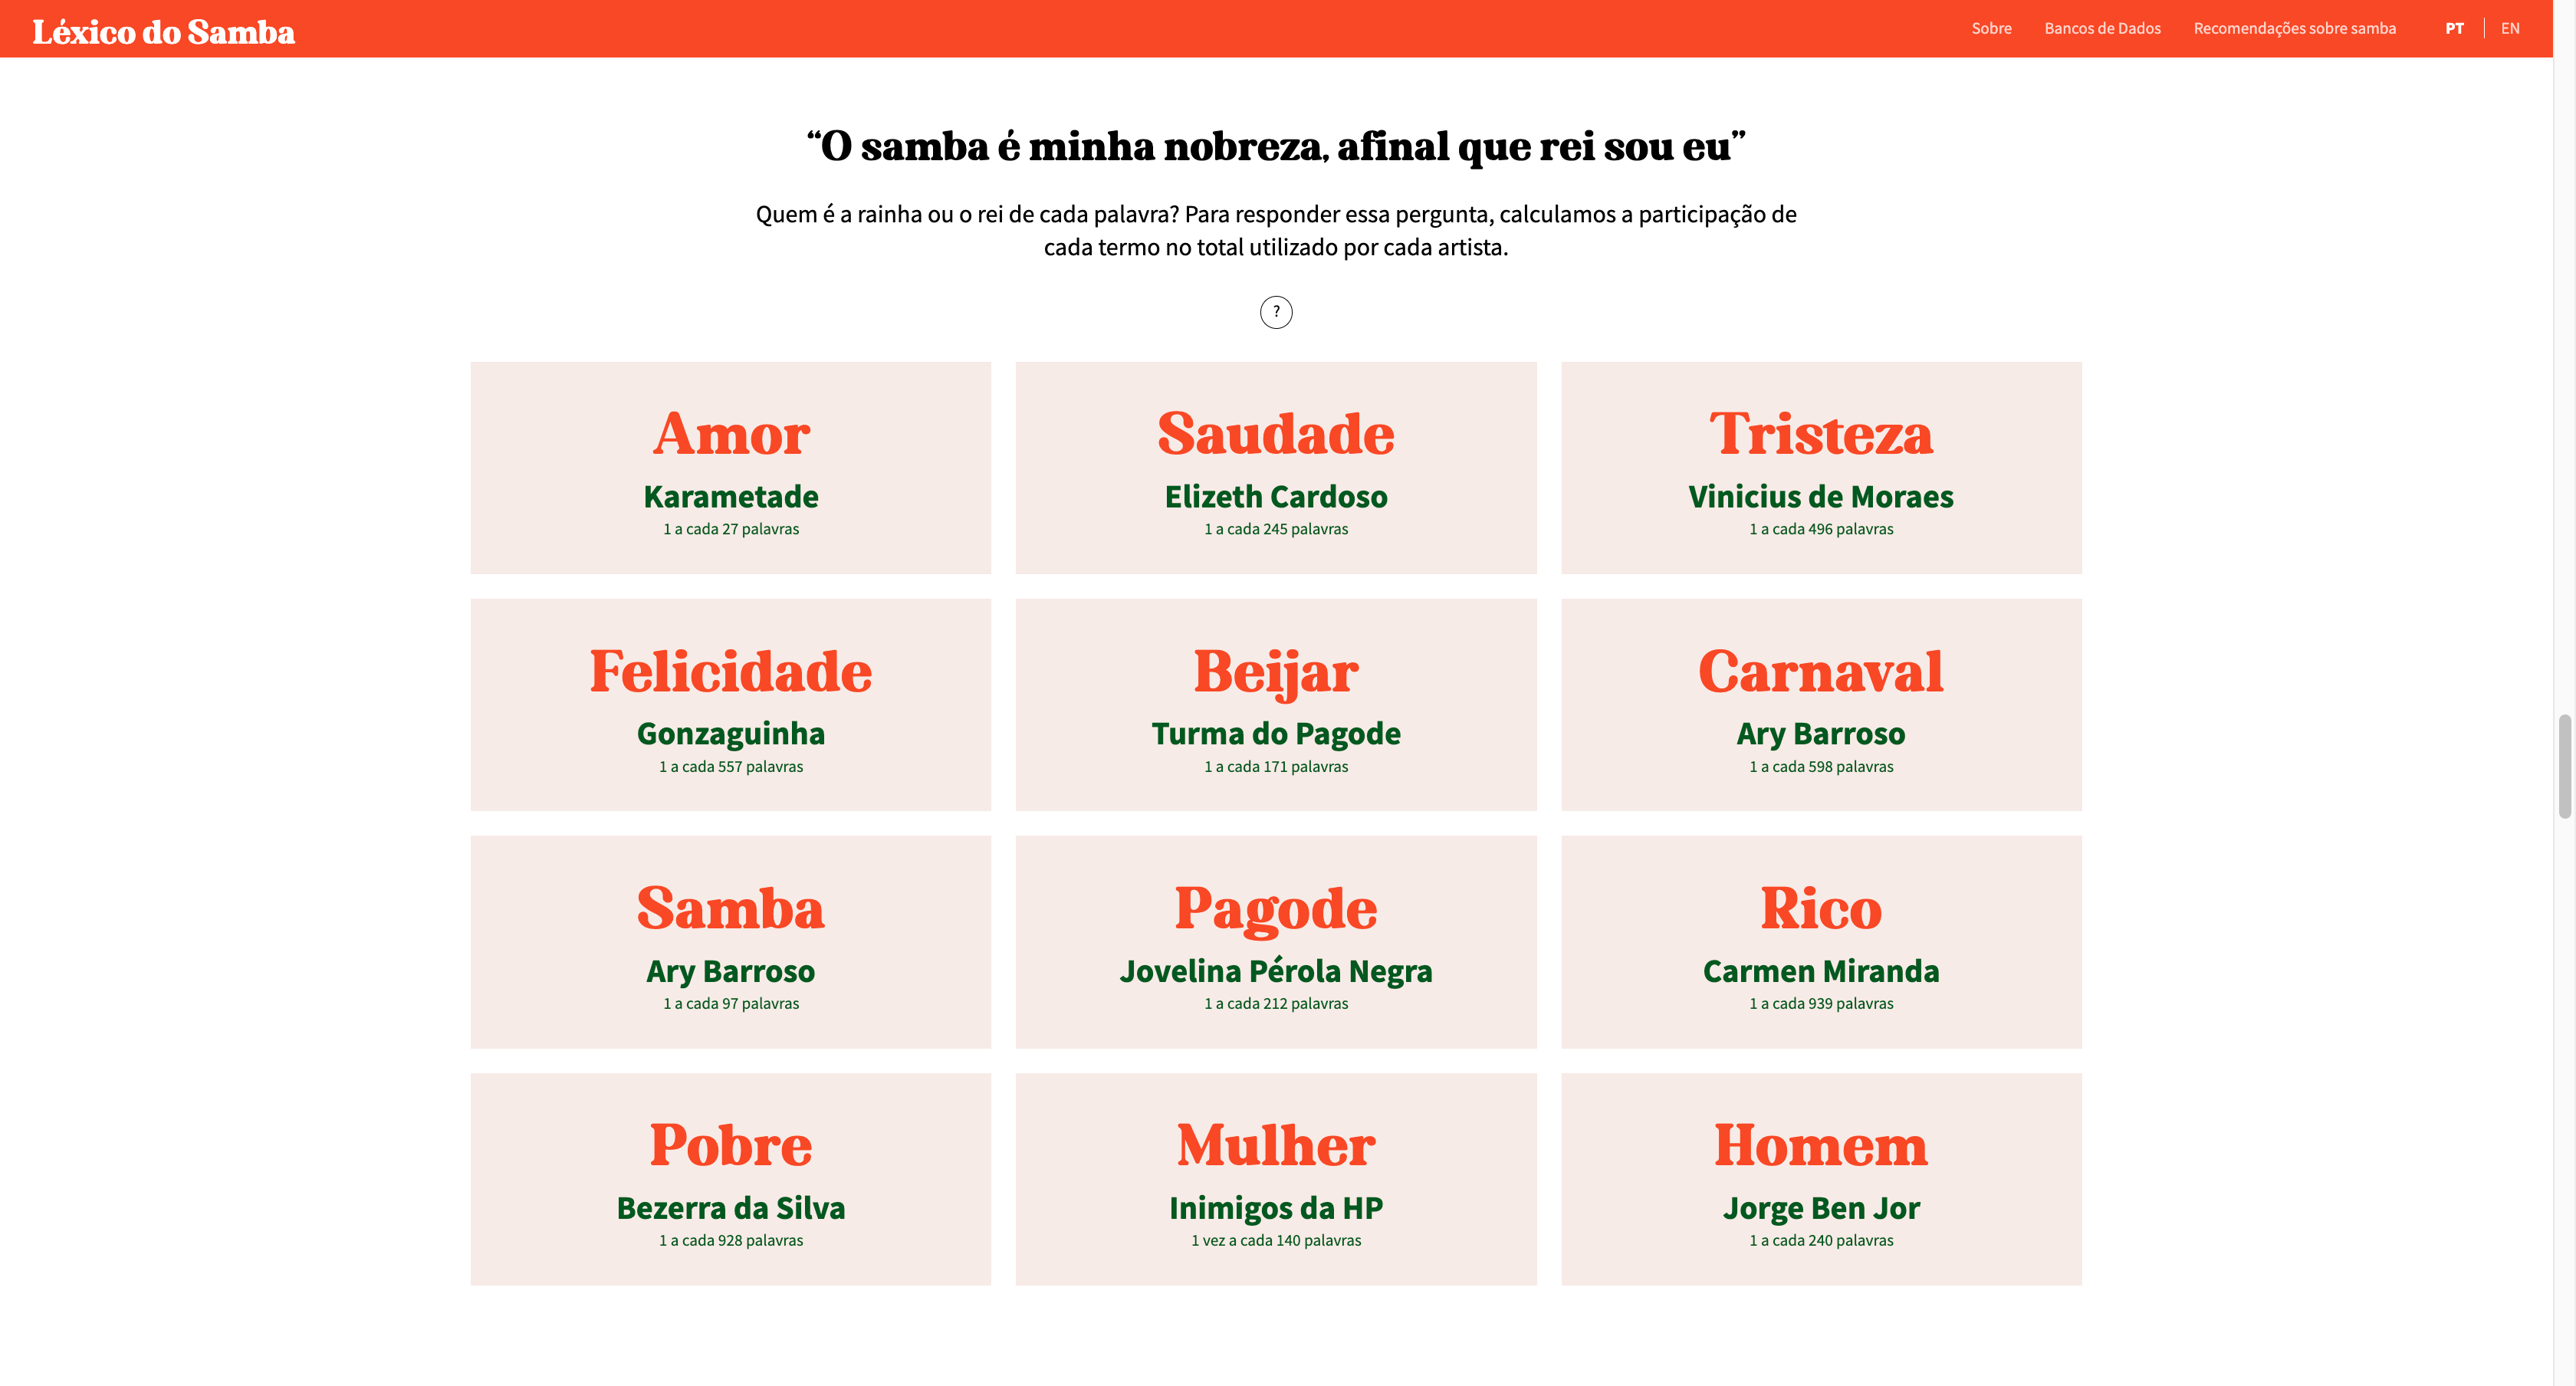 Léxico do Samba
Sobre
Bancos de Dados
Recomendações sobre samba
PT
EN
“O samba é minha nobreza, afinal que rei sou eu”
Quem é a rainha ou o rei de cada palavra? Para responder essa pergunta, calculamos a participação de
cada termo no total utilizado por cada artista.
?
Amor
Karametade
1 a cada 27 palavras
Saudade
Elizeth Cardoso
1 a cada 245 palavras
Tristeza
Vinicius de Moraes
1 a cada 496 palavras
Felicidade
Gonzaguinha
1 a cada 557 palavras
Beijar
Turma do Pagode
1 a cada 171 palavras
Carnaval
Ary Barroso
1 a cada 598 palavras
Samba
Ary Barroso
1 a cada 97 palavras
Pagode
Jovelina Pérola Negra
1 a cada 212 palavras
Rico
Carmen Miranda
1 a cada 939 palavras
Pobre
Bezerra da Silva
1 a cada 928 palavras
Mulher
Inimigos da HP
1 vez a cada 140 palavras
Homem
Jorge Ben Jor
1 a cada 240 palavras